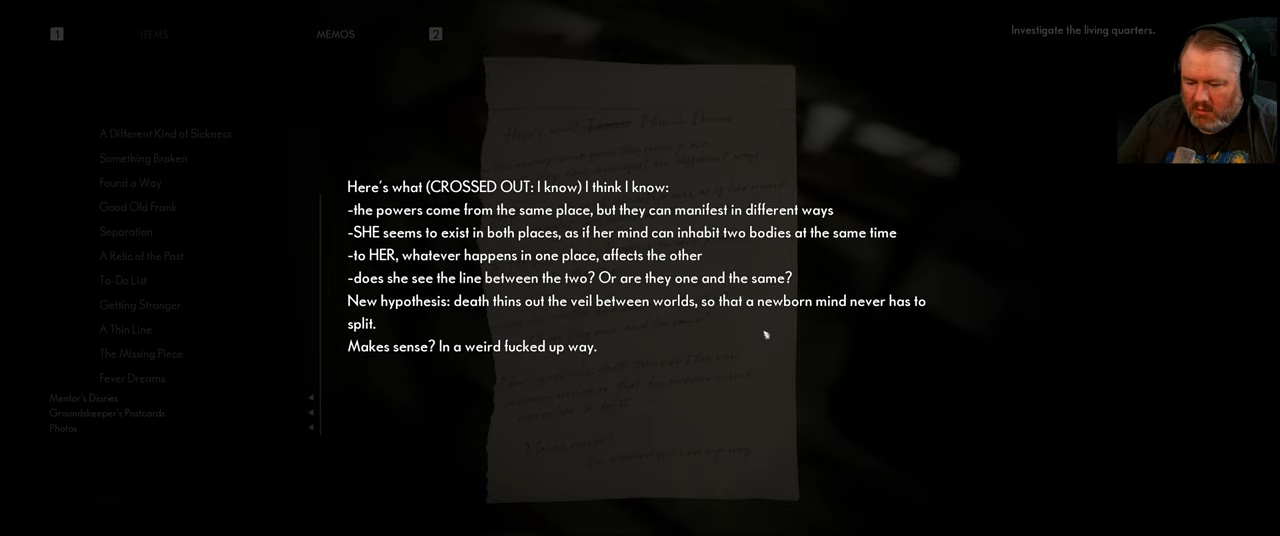 1
ITEMS
MEMOS
2
Investigate the living quarters.
A Different Kind of Sickness
Something Broken
Found a Way
Good Old Frank
Separation
A Relic of the Past
To-Do List
Getting Stronger
A Thin Line
The Missing Piece
Fever Dreams
Mentor's Diaries
Groundskeeper's Postcards
Photos
Here's what (CROSSED OUT: I know) I think I know:
-the powers come from the same place, but they can manifest in different ways
-SHE seems to exist in both places, as if her mind can inhabit two bodies at the same time
-to HER, whatever happens in one place, affects the other
-does she see the line between the two? Or are they one and the same?
New hypothesis: death thins out the veil between worlds, so that a newborn mind never has to
split.
Makes sense? In a weird fucked up way.